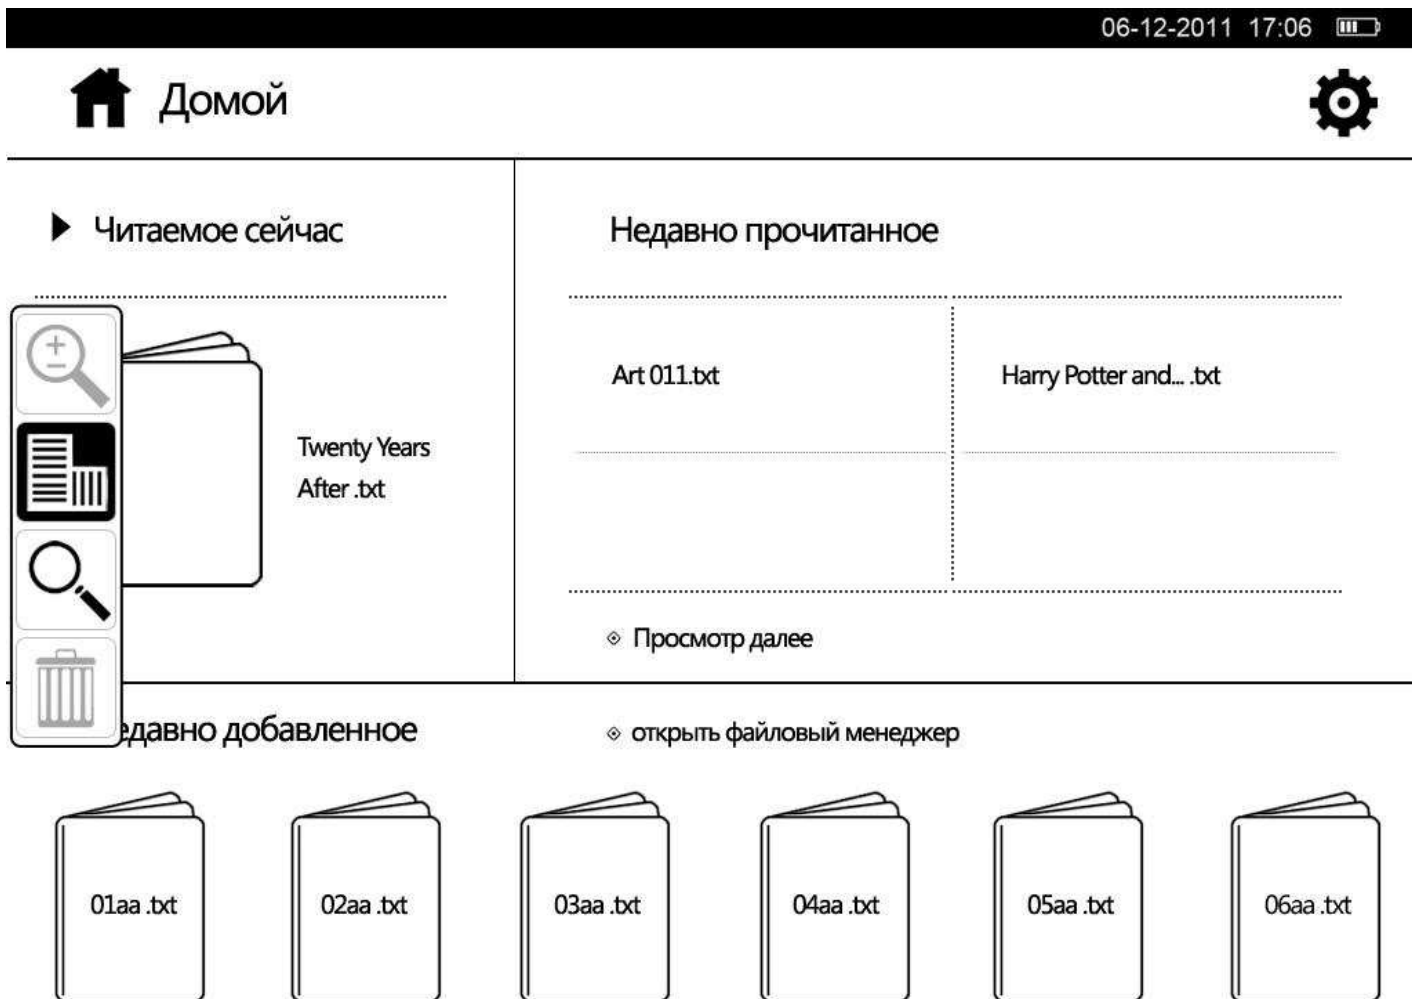 06-12-2011 17:06
Домой
Читаемое сейчас
Недавно прочитанное
Twenty Years
After .txt
Art 011.txt
Harry Potter and... .txt
Просмотр далее
едавно добавленное
открыть файловый менеджер
01aa .txt
02aa .txt
03aa .txt
04aa .txt
05aa .txt
06aa .txt